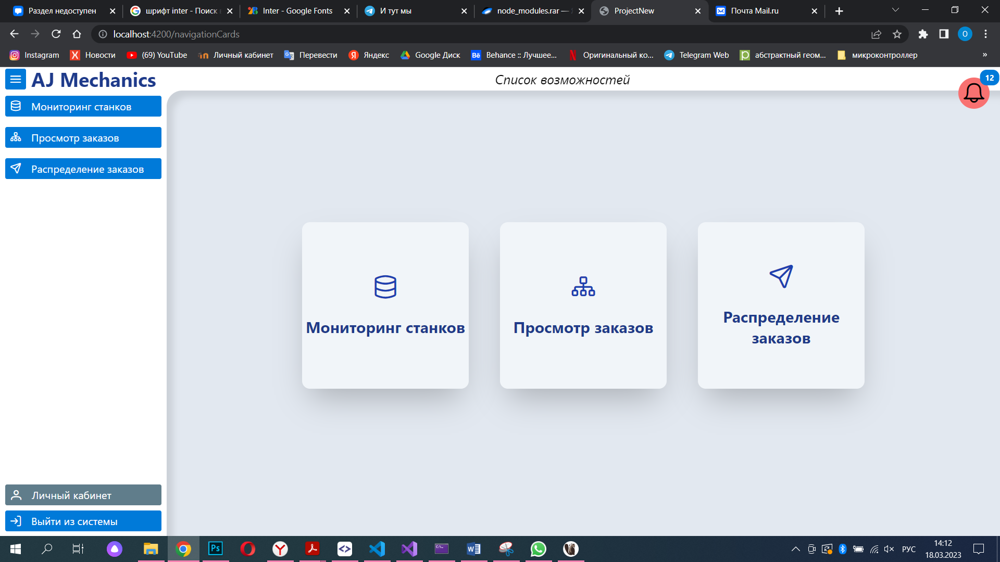 Раздел недоступен
шрифт inter - Поиск
Inter - Google Fonts
И тут мы
node_modules.rar —
ProjectNew
Почта Mail.ru
localhost:4200/navigationCards
O
Instagram
Новости
(69) YouTube
Личный кабинет
Перевести
Яндекс
Google Диск
Behance :: Лучшее...
Оригинальный ко...
Telegram Web
абстрактный геом...
микроконтроллер
»
AJ Mechanics
Список возможностей
12
Мониторинг станков
Просмотр заказов
Распределение заказов
Мониторинг станков
Просмотр заказов
Распределение
заказов
Личный кабинет
Выйти из системы
РУС
14:12
18.03.2023